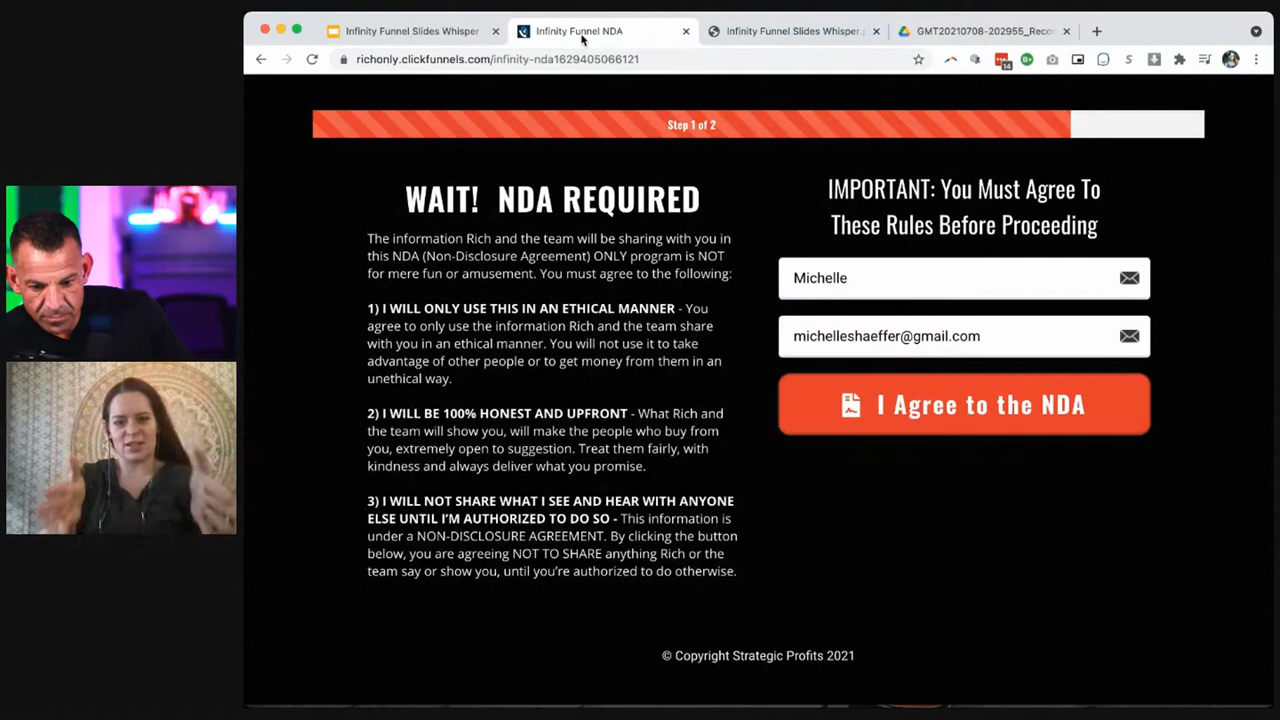 Infinity Funnel Slides Whisper
Infinity Funnel NDA
Infinity Funnel Slides Whisper.
GMT20210708-202955_Reco
richonly.clickfunnels.com/infinity-nda1629405066121
14
Step 1 of 2
WAIT! NDA REQUIRED
The information Rich and the team will be sharing with you in
this NDA (Non-Disclosure Agreement) ONLY program is NOT
for mere fun or amusement. You must agree to the following:
1) I WILL ONLY USE THIS IN AN ETHICAL MANNER - You
agree to only use the information Rich and the team share
with you in an ethical manner. You will not use it to take
advantage of other people or to get money from them in an
unethical way.
2) I WILL BE 100% HONEST AND UPFRONT - What Rich and
the team will show you, will make the people who buy from
you, extremely open to suggestion. Treat them fairly, with
kindness and always deliver what you promise.
3) I WILL NOT SHARE WHAT I SEE AND HEAR WITH ANYONE
ELSE UNTIL I'M AUTHORIZED TO DO SO - This information is
under a NON-DISCLOSURE AGREEMENT. By clicking the button
below, you are agreeing NOT TO SHARE anything Rich or the
team say or show you, until you're authorized to do otherwise.
IMPORTANT: You Must Agree To
These Rules Before Proceeding
Michelle
michelleshaeffer@gmail.com
I Agree to the NDA
© Copyright Strategic Profits 2021